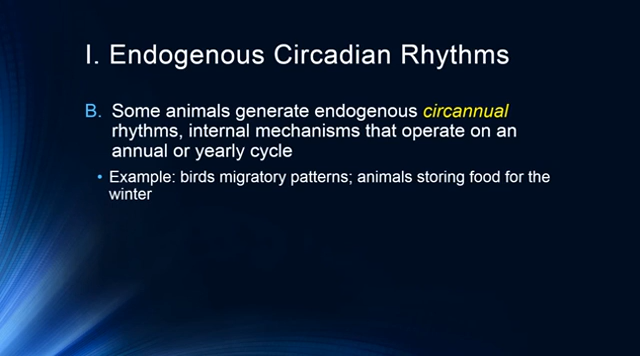 I. Endogenous Circadian Rhythms
B. Some animals generate endogenous circannual
rhythms, internal mechanisms that operate on an
annual or yearly cycle
• Example: birds migratory patterns; animals storing food for the
winter